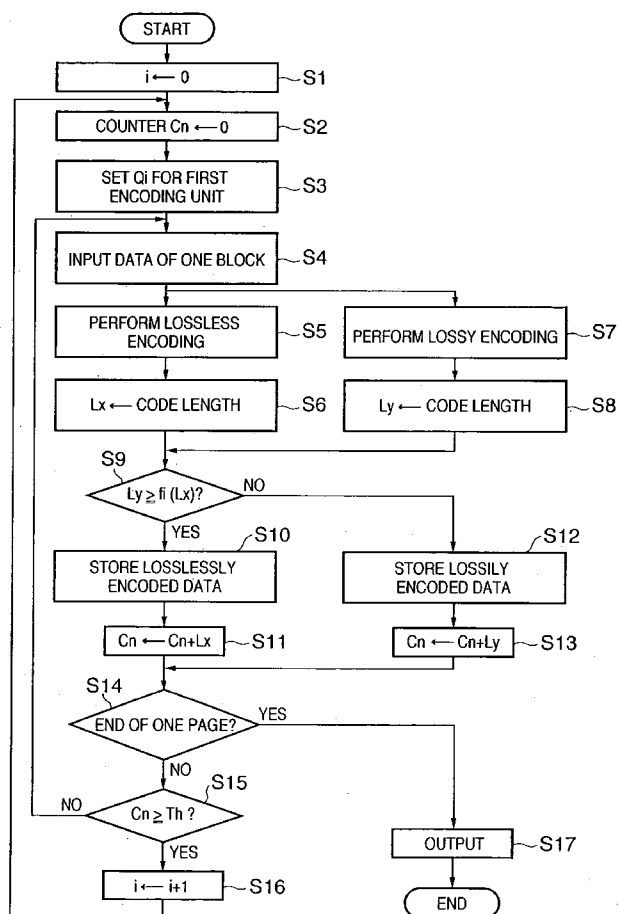 START
i ← 0
S1
COUNTER Cn ← 0
S2
SET Qi FOR FIRST
ENCODING UNIT
S3
INPUT DATA OF ONE BLOCK
S4
PERFORM LOSSLESS
ENCODING
S5
PERFORM LOSSY ENCODING
S7
Lx ← CODE LENGTH
S6
Ly ← CODE LENGTH
S8
S9
Ly ≧ fi (Lx)?
NO
YES
S10
STORE LOSSLESSLY
ENCODED DATA
S12
STORE LOSSILY
ENCODED DATA
Cn ← Cn+Lx
S11
Cn ← Cn+Ly
S13
S14
END OF ONE PAGE?
YES
NO
S15
Cn ≧ Th ?
NO
YES
i ← i+1
S16
OUTPUT
S17
END